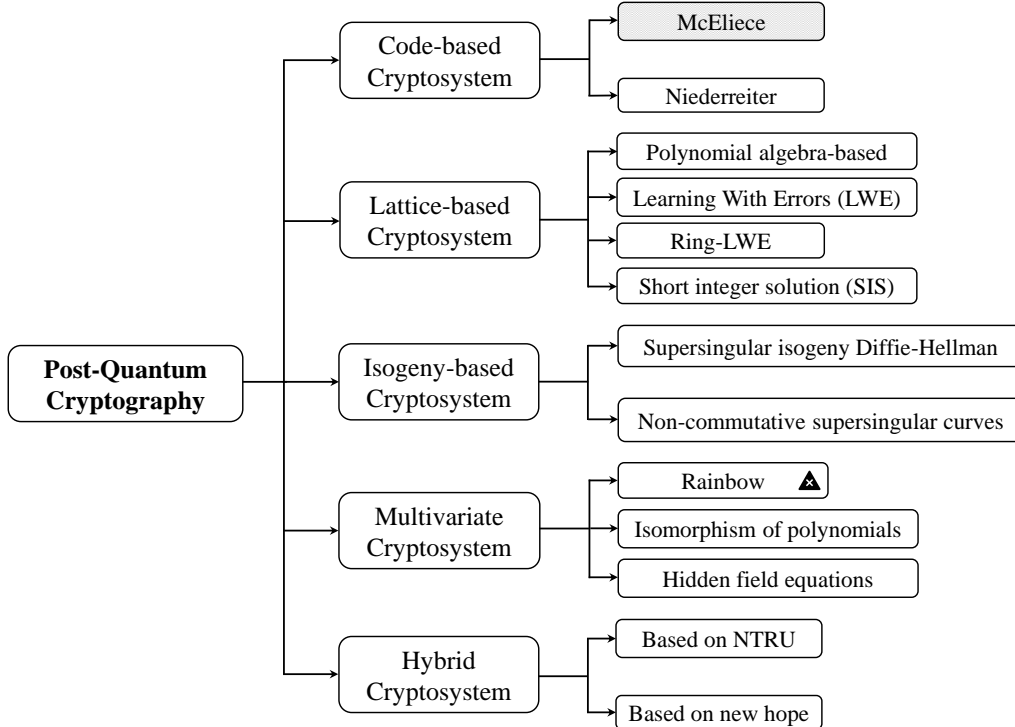 Code-based
Cryptosystem
McEliece
Niederreiter
Lattice-based
Cryptosystem
Polynomial algebra-based
Learning With Errors (LWE)
Ring-LWE
Short integer solution (SIS)
Post-Quantum
Cryptography
Isogeny-based
Cryptosystem
Supersingular isogeny Diffie-Hellman
Non-commutative supersingular curves
Multivariate
Cryptosystem
Rainbow
Isomorphism of polynomials
Hidden field equations
Hybrid
Cryptosystem
Based on NTRU
Based on new hope